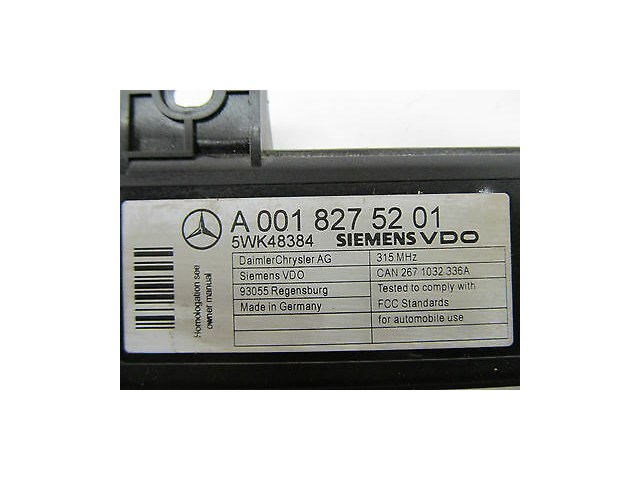 A 001 827 52 01
5WK48384 SIEMENS VDO
DaimlerChrysler AG
Siemens VDO
93055 Regensburg
Made in Germany
315 MHz
CAN 267 1032 336A
Tested to comply with
FCC Standards
for automobile use
Homologation see
owner manual